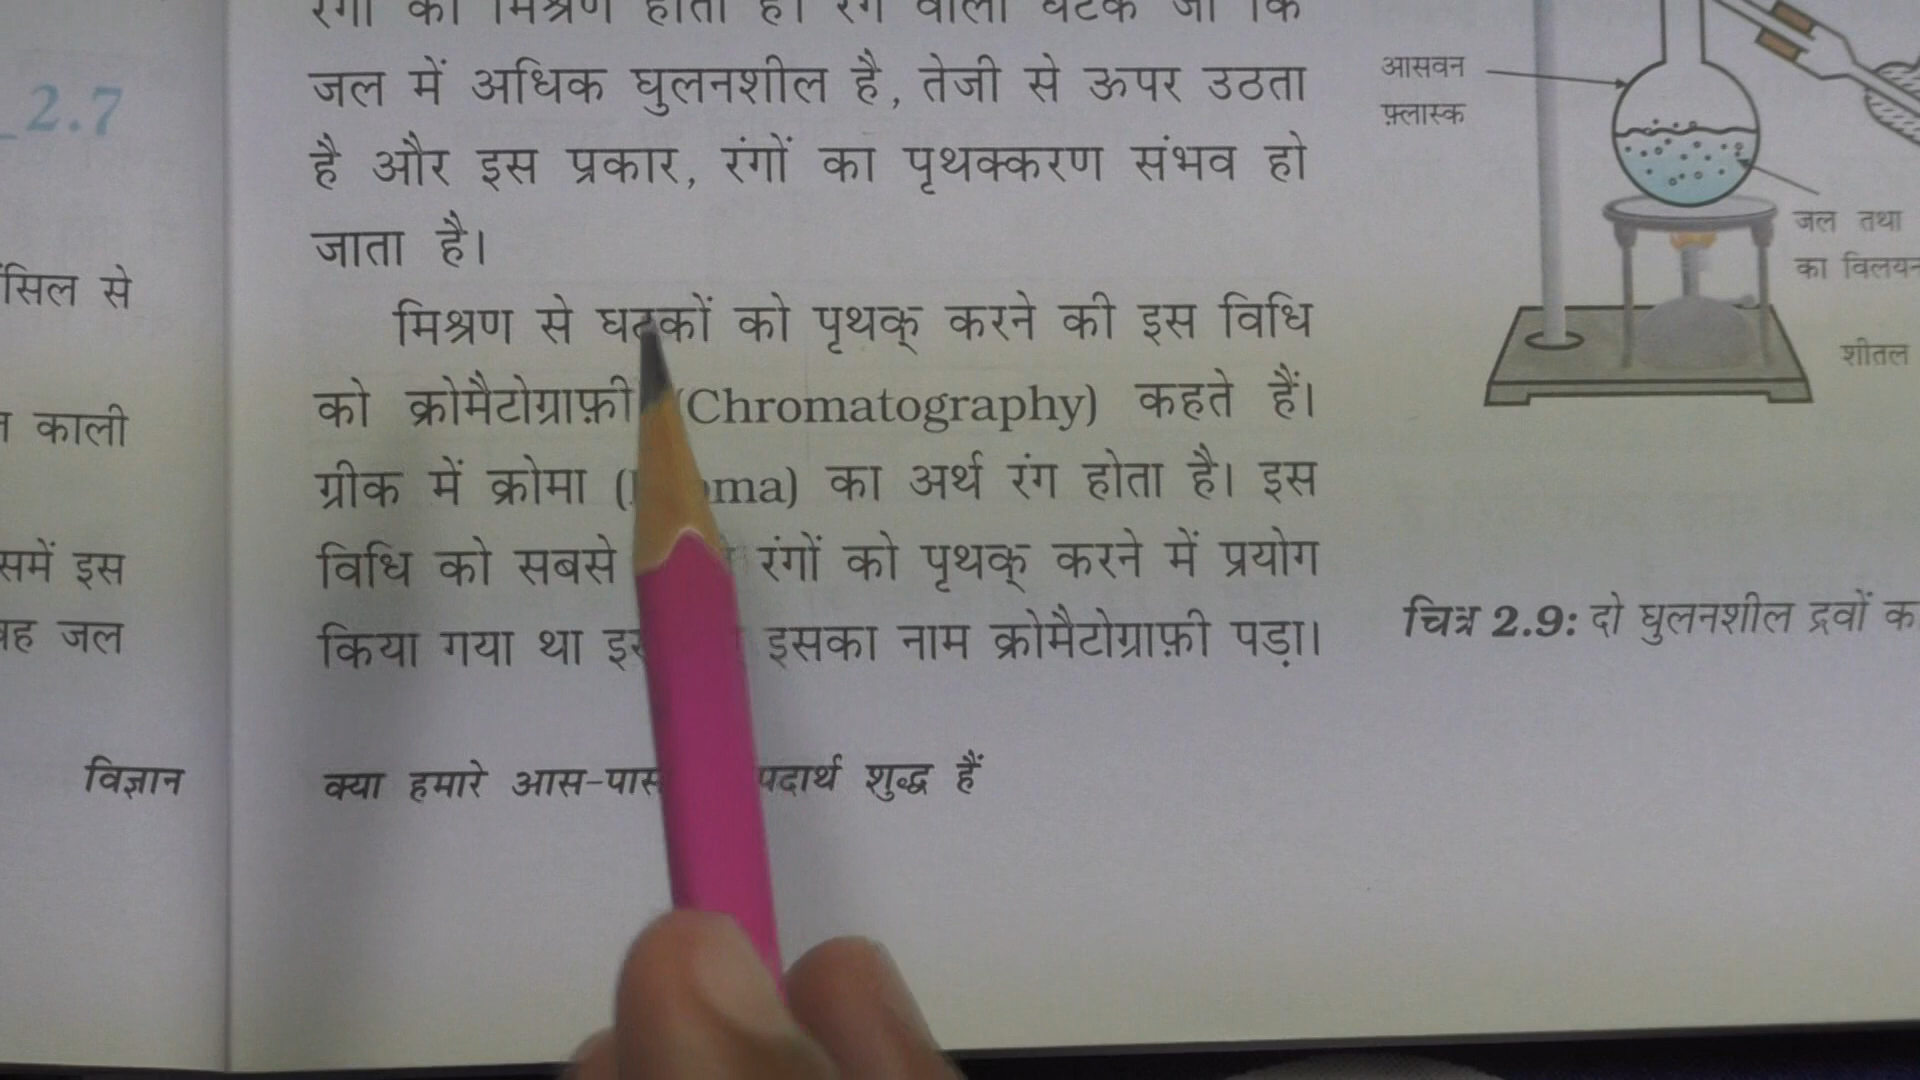 2.7
सिल से
काली
समें इस
जल
विज्ञान
जल में अधिक घुलनशील है, तेजी से ऊपर उठता
है और इस प्रकार, रंगों का पृथक्करण संभव हो
जाता है।
मिश्रण से घटकों को पृथक् करने की इस विधि
को क्रोमैटोग्राफ़ी (Chromatography) कहते हैं।
ग्रीक में क्रोमा का अर्थ रंग होता है। इस
विधि को सबसे रंगों को पृथक् करने में प्रयोग
किया गया था इसका नाम क्रोमैटोग्राफ़ी पड़ा।
क्या हमारे आस-पास पदार्थ शुद्ध हैं
आसवन
फ़्लास्क
जल तथा
का विलयन
शीतल
चित्र 2.9: दो घुलनशील द्रवों